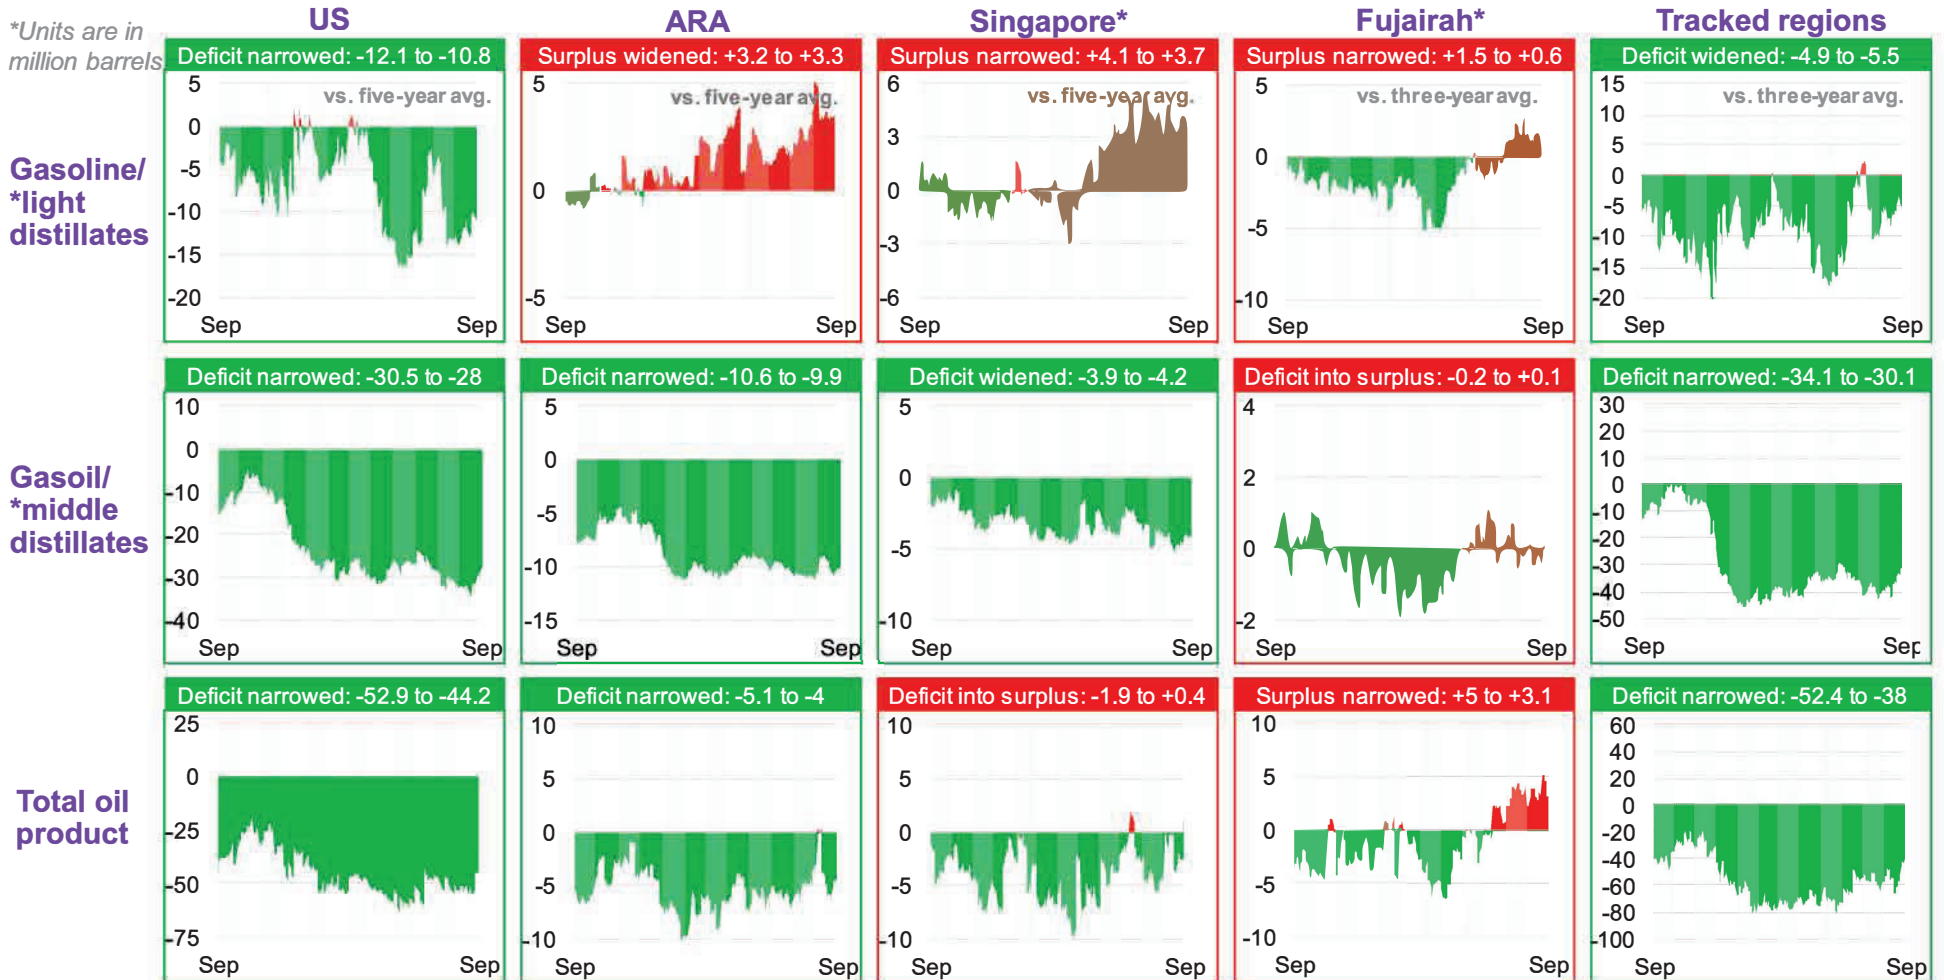 *Units are in
million barrels
US
ARA
Singapore*
Fujairah*
Tracked regions
Gasoline/
*light
distillates
Deficit narrowed: -12.1 to -10.8
vs. five-year avg.
5
0
-5
-10
-15
-20
Sep
Sep
Surplus widened: +3.2 to +3.3
vs. five-year avg.
5
0
-5
Sep
Sep
Surplus narrowed: +4.1 to +3.7
vs. five-year avg.
6
3
0
-3
-6
Sep
Sep
Surplus narrowed: +1.5 to +0.6
vs. three-year avg.
5
0
-5
-10
Sep
Sep
Deficit widened: -4.9 to -5.5
vs. three-year avg.
15
10
5
0
-5
-10
-15
-20
Sep
Sep
Gasoil/
*middle
distillates
Deficit narrowed: -30.5 to -28
10
0
-10
-20
-30
-40
Sep
Sep
Deficit narrowed: -10.6 to -9.9
5
0
-5
-10
-15
Sep
Sep
Deficit widened: -3.9 to -4.2
5
0
-5
-10
Sep
Sep
Deficit into surplus: -0.2 to +0.1
4
2
0
-2
Sep
Sep
Deficit narrowed: -34.1 to -30.1
30
20
10
0
-10
-20
-30
-40
-50
Sep
Sep
Total oil
product
Deficit narrowed: -52.9 to -44.2
25
0
-25
-50
-75
Sep
Sep
Deficit narrowed: -5.1 to -4
10
5
0
-5
-10
Sep
Sep
Deficit into surplus: -1.9 to +0.4
10
5
0
-5
-10
Sep
Sep
Surplus narrowed: +5 to +3.1
10
5
0
-5
-10
Sep
Sep
Deficit narrowed: -52.4 to -38
60
40
20
0
-20
-40
-60
-80
-100
Sep
Sep